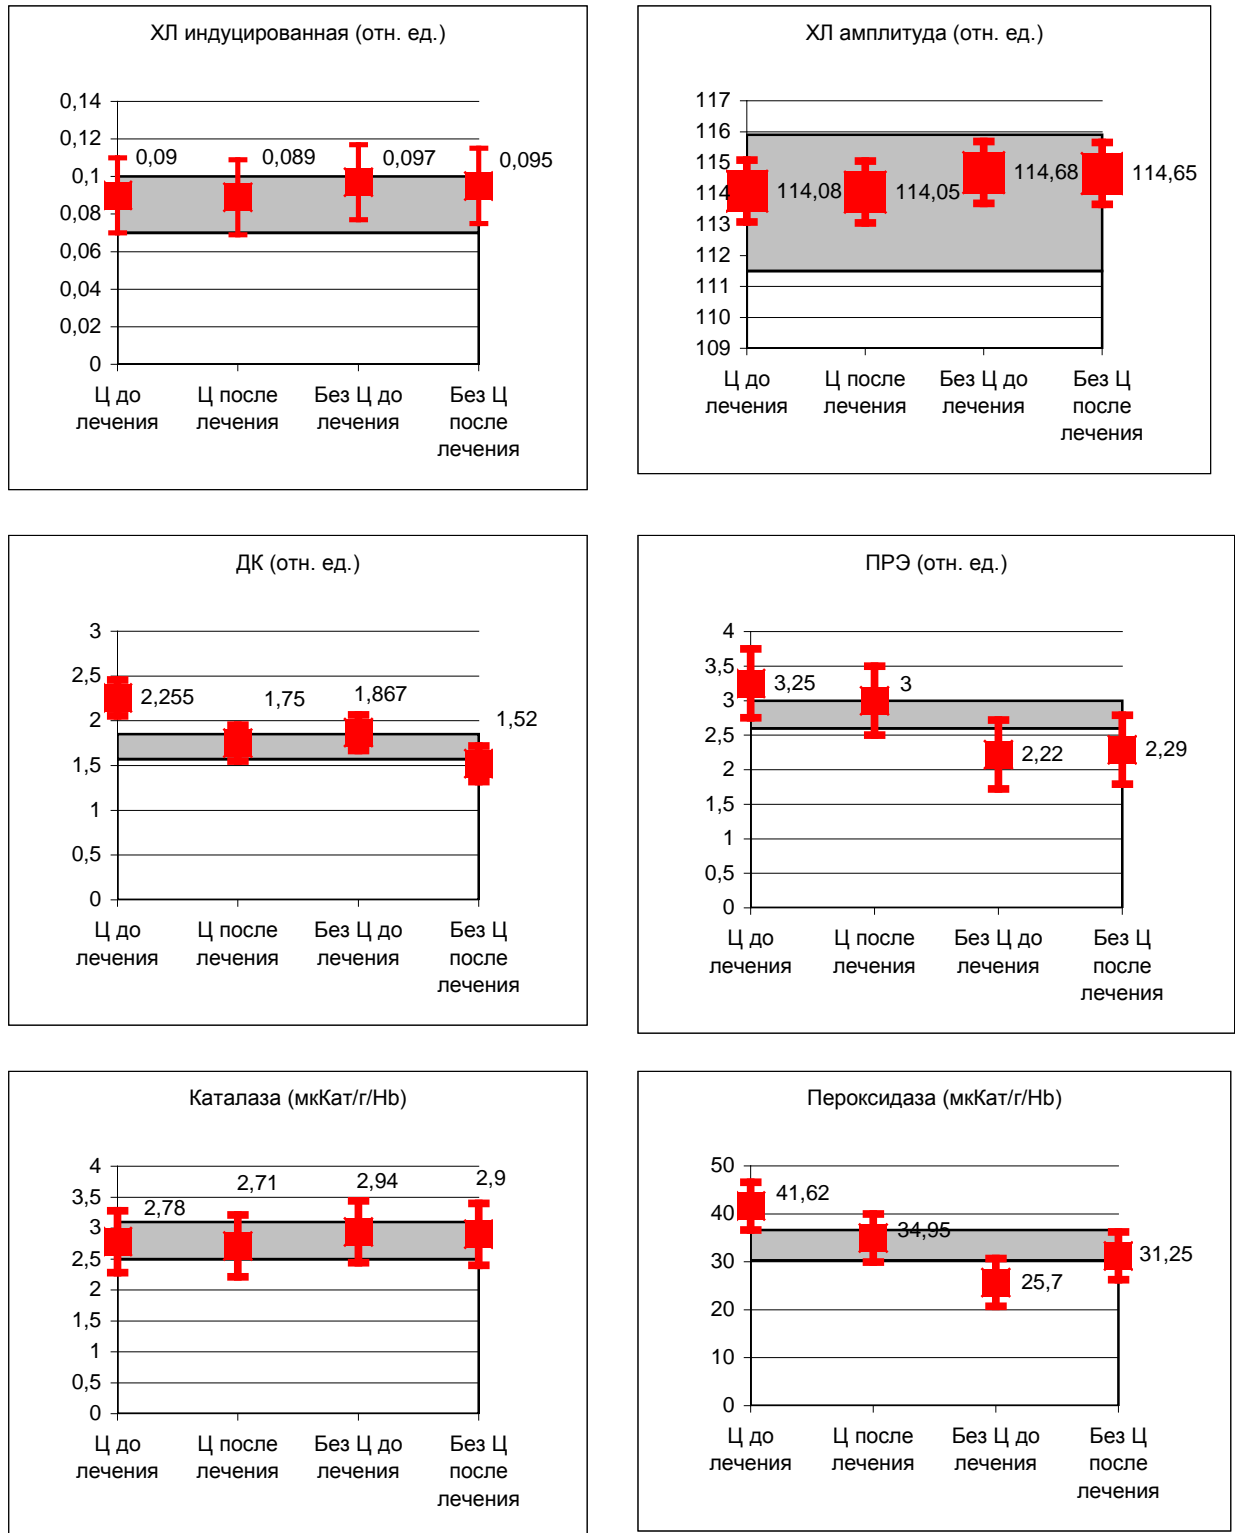 ХЛ индуцированная (отн. ед.)
0,14
0,12
0,1
0,08
0,06
0,04
0,02
0
0,09
0,089
0,097
0,095
Ц до
лечения
Ц после
лечения
Без Ц до
лечения
Без Ц
после
лечения
ХЛ амплитуда (отн. ед.)
117
116
115
114
113
112
111
110
109
114,08
114,05
114,68
114,65
Ц до
лечения
Ц после
лечения
Без Ц до
лечения
Без Ц
после
лечения
ДК (отн. ед.)
3
2,5
2
1,5
1
0,5
0
2,255
1,75
1,867
1,52
Ц до
лечения
Ц после
лечения
Без Ц до
лечения
Без Ц
после
лечения
ПРЭ (отн. ед.)
4
3,5
3
2,5
2
1,5
1
0,5
0
3,25
3
2,22
2,29
Ц до
лечения
Ц после
лечения
Без Ц до
лечения
Без Ц
после
лечения
Каталаза (мкКат/г/Hb)
4
3,5
3
2,5
2
1,5
1
0,5
0
2,78
2,71
2,94
2,9
Ц до
лечения
Ц после
лечения
Без Ц до
лечения
Без Ц
после
лечения
Пероксидаза (мкКат/г/Hb)
50
40
30
20
10
0
41,62
34,95
25,7
31,25
Ц до
лечения
Ц после
лечения
Без Ц до
лечения
Без Ц
после
лечения